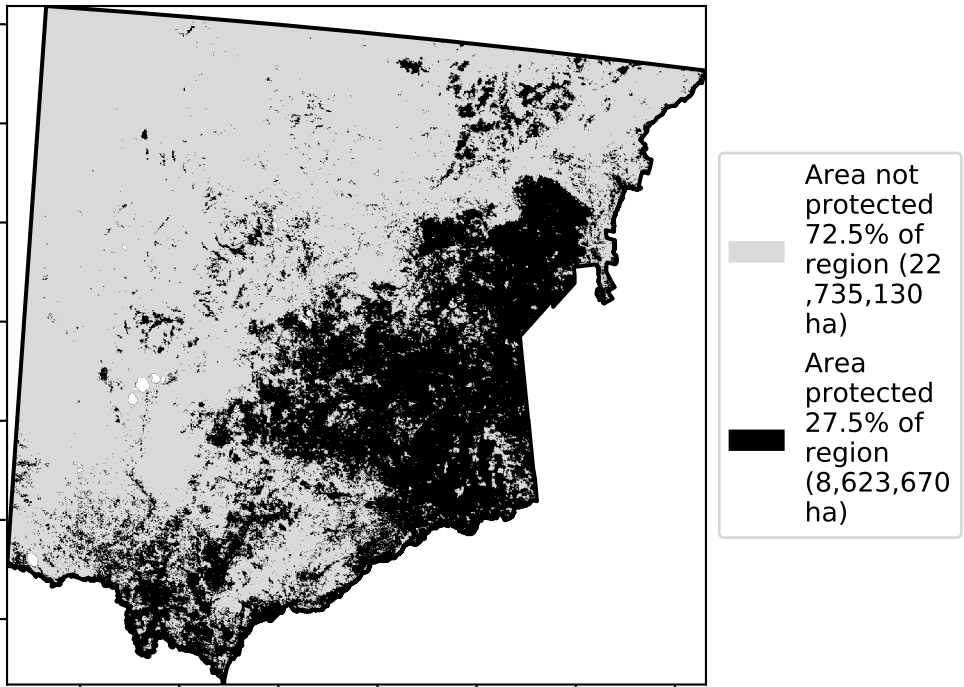 Area not
protected
72.5% of
region (22
,735,130
ha)
Area
protected
27.5% of
region
(8,623,670
ha)